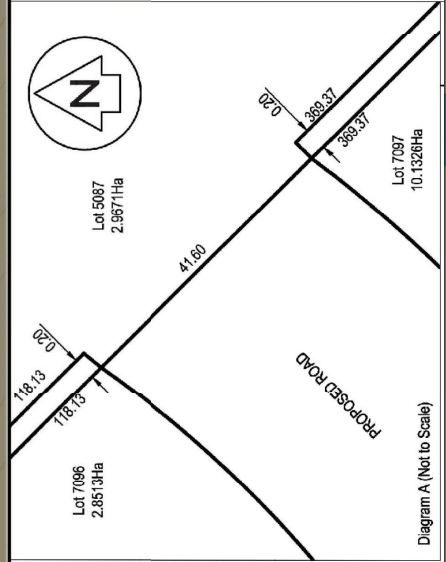 N
Lot 5087
2.9671Ha
0.20
369.37
369.37
Lot 7097
10.1326Ha
41.60
0.20
118.13
118.13
Lot 7096
2.8513Ha
PROPOSED ROAD
Diagram A (Not to Scale)